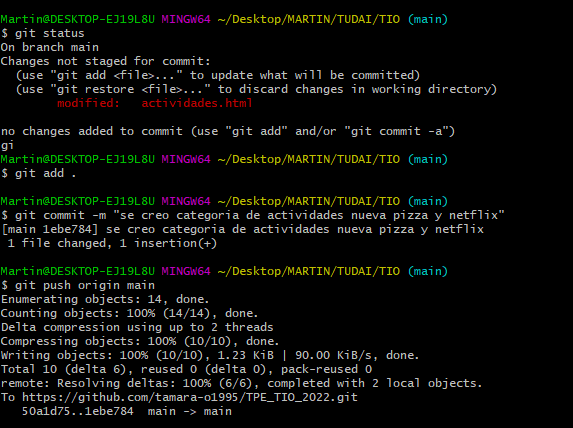 Martin@DESKTOP-EJ19L8U MINGW64 ~/Desktop/MARTIN/TUDAI/TIO (main)
$ git status
On branch main
Changes not staged for commit:
  (use "git add <file>..." to update what will be committed)
  (use "git restore <file>..." to discard changes in working directory)
        modified:   actividades.html

no changes added to commit (use "git add" and/or "git commit -a")
gi
Martin@DESKTOP-EJ19L8U MINGW64 ~/Desktop/MARTIN/TUDAI/TIO (main)
$ git add .

Martin@DESKTOP-EJ19L8U MINGW64 ~/Desktop/MARTIN/TUDAI/TIO (main)
$ git commit -m "se creo categoria de actividades nueva pizza y netflix"
[main 1ebe784] se creo categoria de actividades nueva pizza y netflix
 1 file changed, 1 insertion(+)

Martin@DESKTOP-EJ19L8U MINGW64 ~/Desktop/MARTIN/TUDAI/TIO (main)
$ git push origin main
Enumerating objects: 14, done.
Counting objects: 100% (14/14), done.
Delta compression using up to 2 threads
Compressing objects: 100% (10/10), done.
Writing objects: 100% (10/10), 1.23 KiB | 90.00 KiB/s, done.
Total 10 (delta 6), reused 0 (delta 0), pack-reused 0
remote: Resolving deltas: 100% (6/6), completed with 2 local objects.
To https://github.com/tamara-o1995/TPE_TIO_2022.git
   50a1d75..1ebe784  main -> main